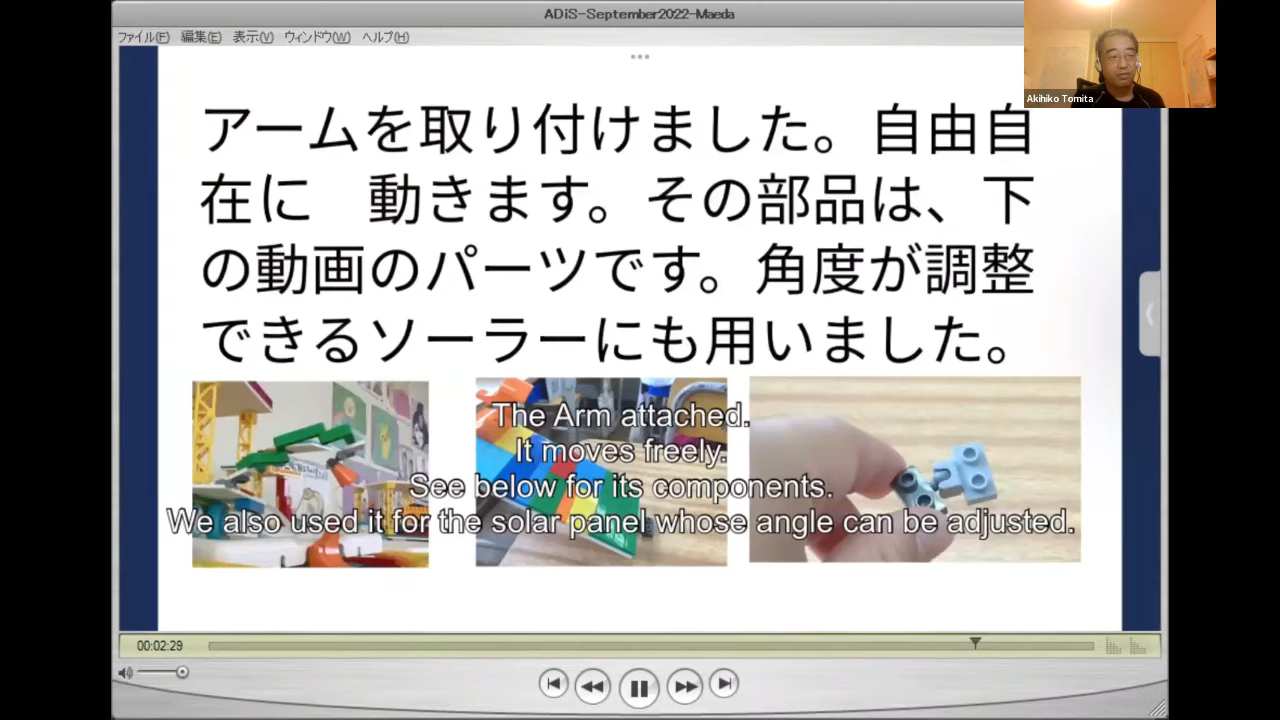 ADiS-September2022-Maeda
ファイル(F) 編集(E) 表示(V) ウィンドウ(W) ヘルプ(H)
Akihiko Tomita
アームを取り付けました。自由自
在に　動きます。その部品は、下
の動画のパーツです。角度が調整
できるソーラーにも用いました。
The Arm attached.
It moves freely.
See below for its components.
We also used it for the solar panel whose angle can be adjusted.
00:02:29